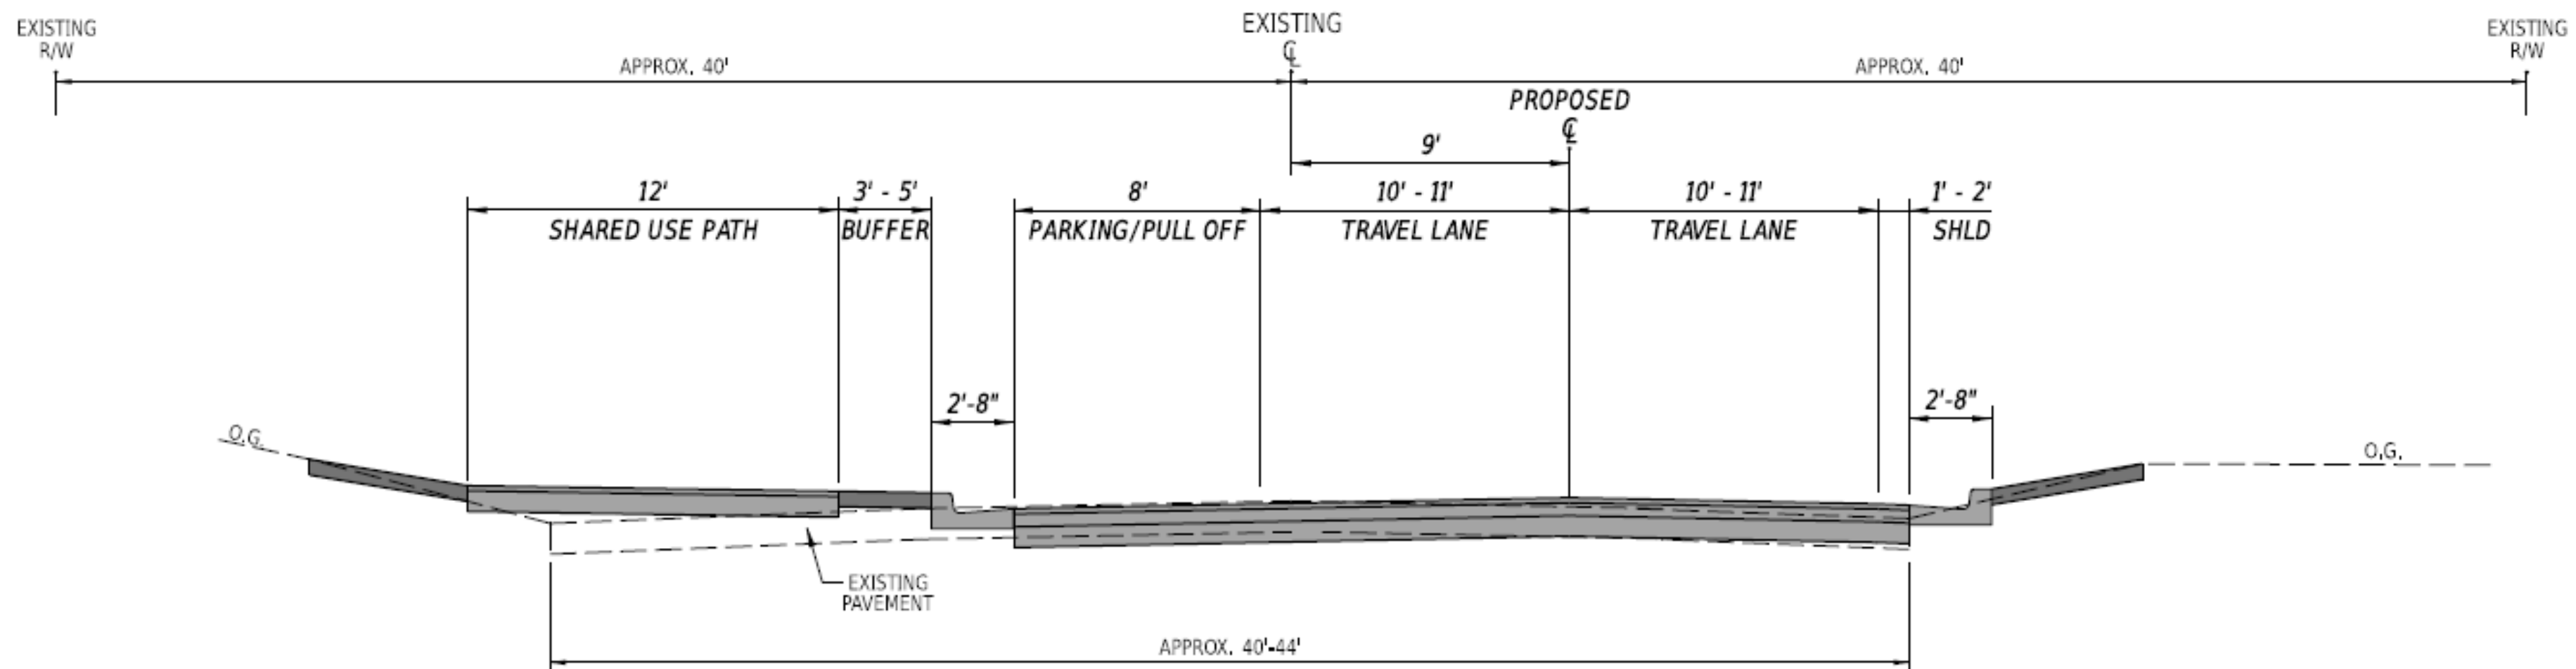 EXISTING
R/W
EXISTING
℄
EXISTING
R/W
APPROX. 40'
APPROX. 40'
PROPOSED
℄
9'
12'
3' - 5'
8'
10' - 11'
10' - 11'
1' - 2'
SHARED USE PATH
BUFFER
PARKING/PULL OFF
TRAVEL LANE
TRAVEL LANE
SHLD
2'-8"
2'-8"
O.G.
O.G.
EXISTING
PAVEMENT
APPROX. 40'-44'